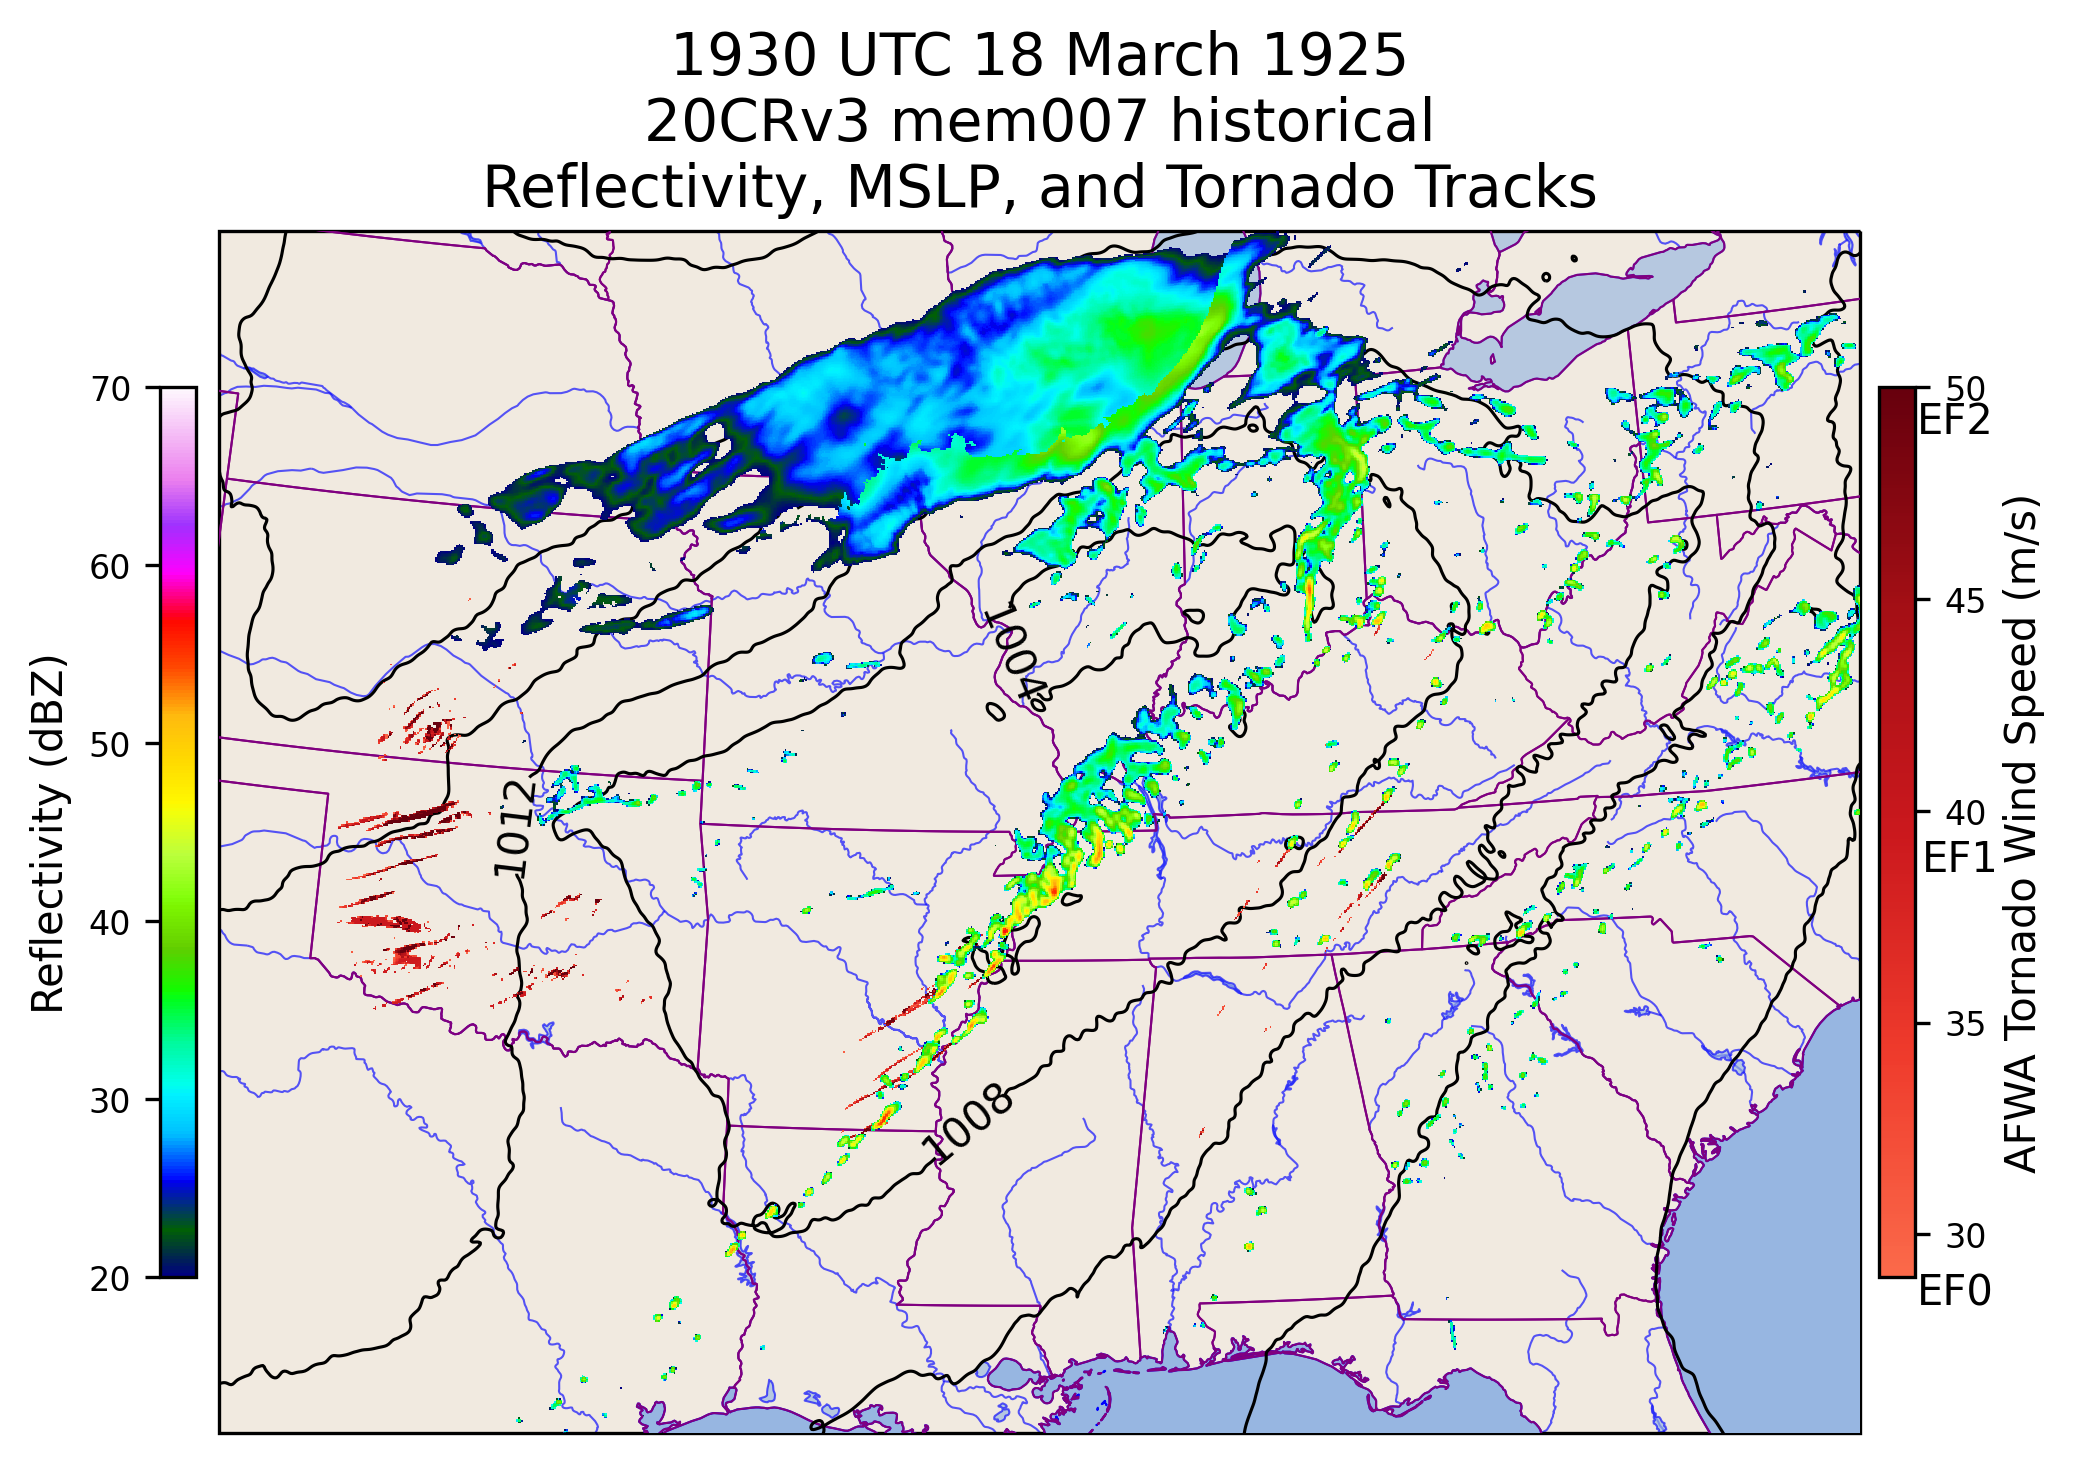 1930 UTC 18 March 1925
20CRv3 mem007 historical
Reflectivity, MSLP, and Tornado Tracks
Reflectivity (dBZ)
70
60
50
40
30
20
1004
1012
1008
50
EF2
45
40
EF1
35
30
EF0
AFWA Tornado Wind Speed (m/s)